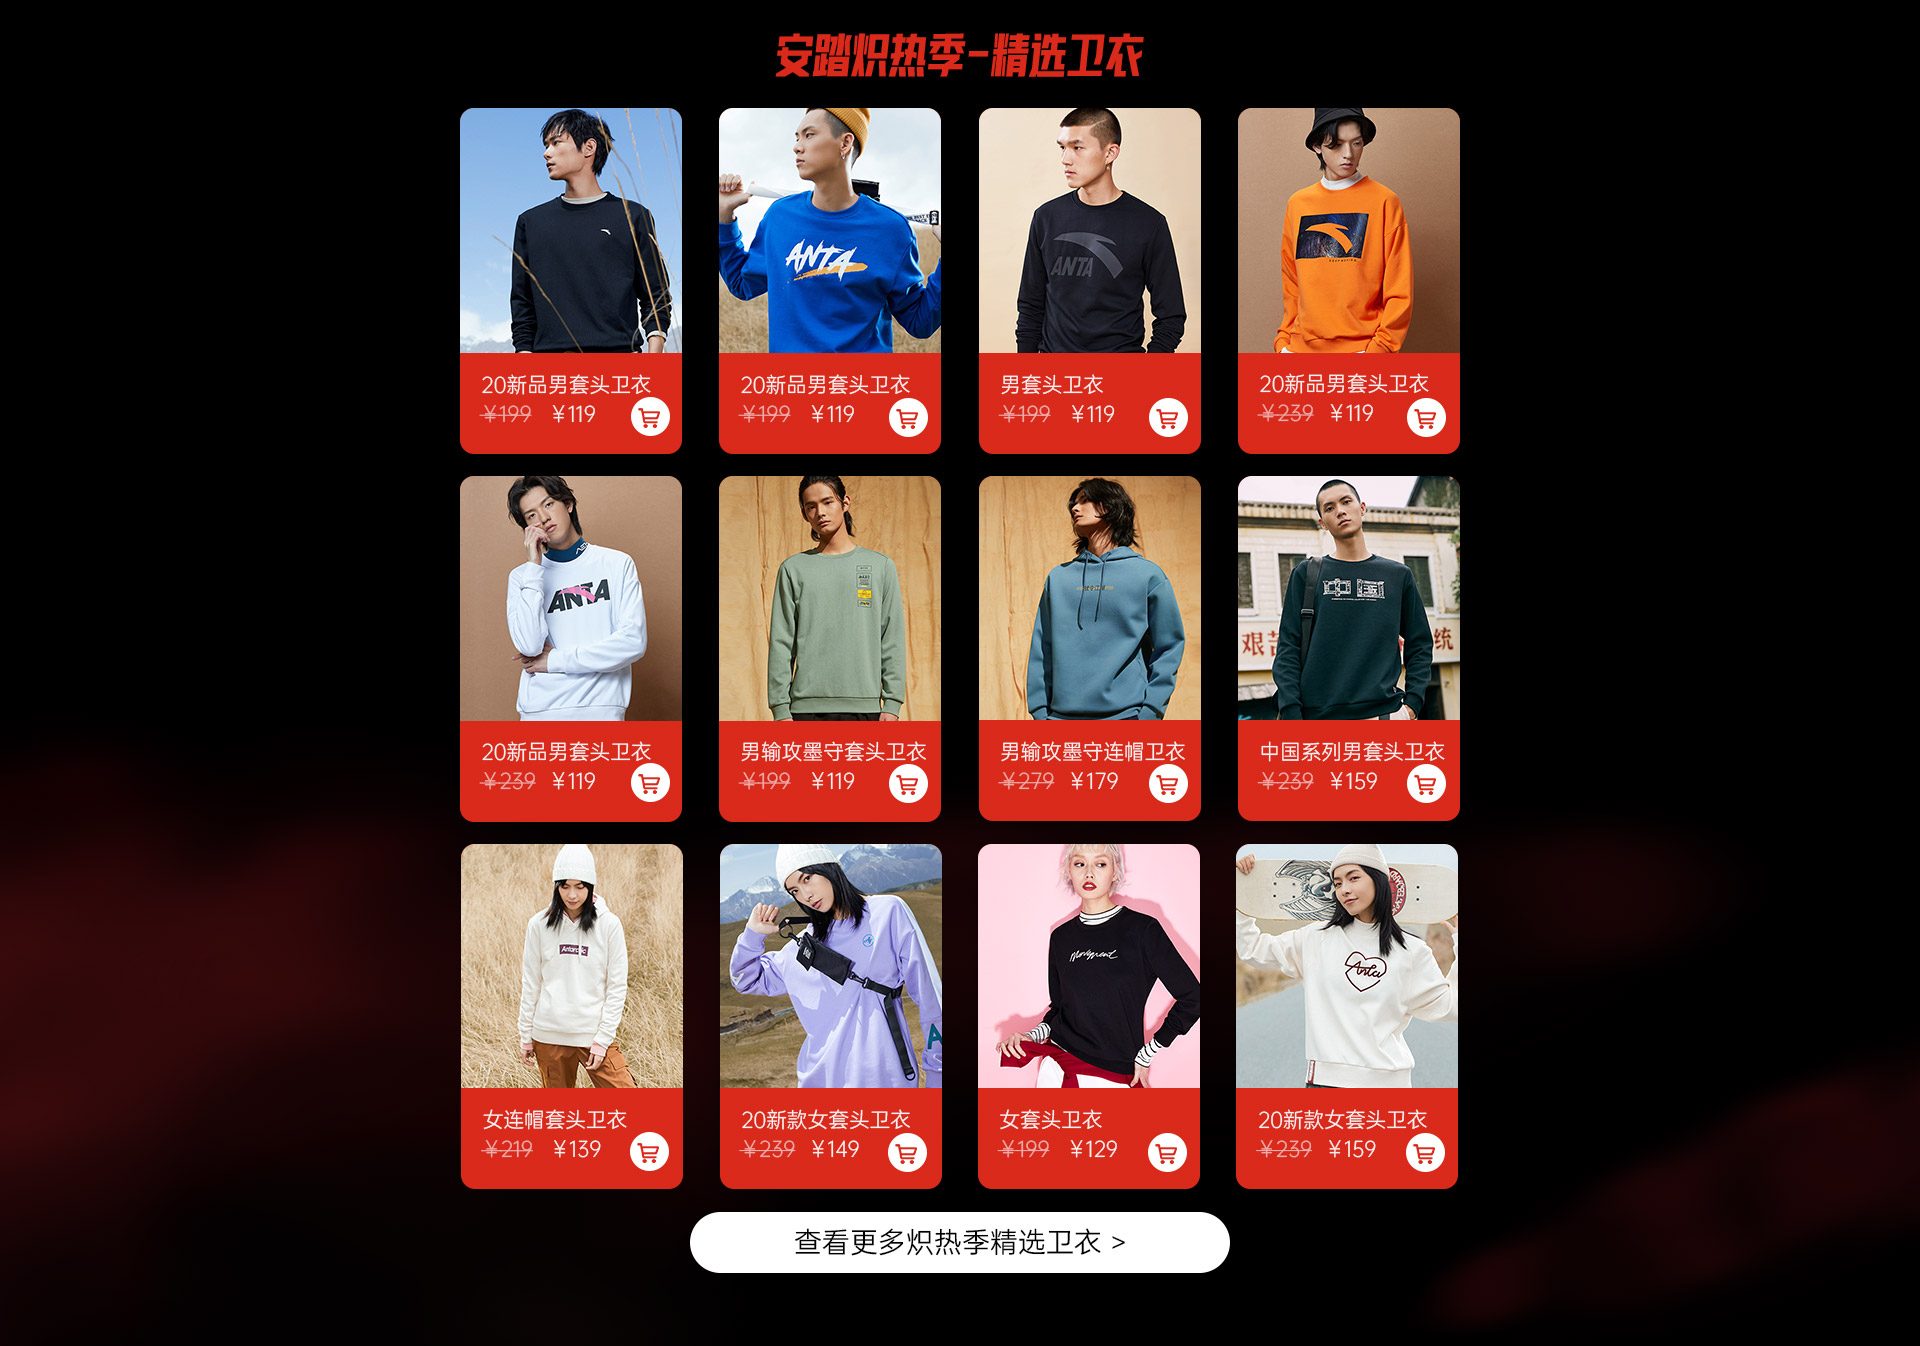 安踏炽热季-精选卫衣
ANTA
ANTA
20新品男套头卫衣
¥199 ¥119
20新品男套头卫衣
¥199 ¥119
男套头卫衣
¥199 ¥119
20新品男套头卫衣
¥239 ¥119
ANTA
中国
艰苦
统
20新品男套头卫衣
¥239 ¥119
男输攻墨守套头卫衣
¥199 ¥119
男输攻墨守连帽卫衣
¥279 ¥179
中国系列男套头卫衣
¥239 ¥159
Antarctic
Movement
Anta
女连帽套头卫衣
¥219 ¥139
20新款女套头卫衣
¥239 ¥149
女套头卫衣
¥199 ¥129
20新款女套头卫衣
¥239 ¥159
查看更多炽热季精选卫衣 >